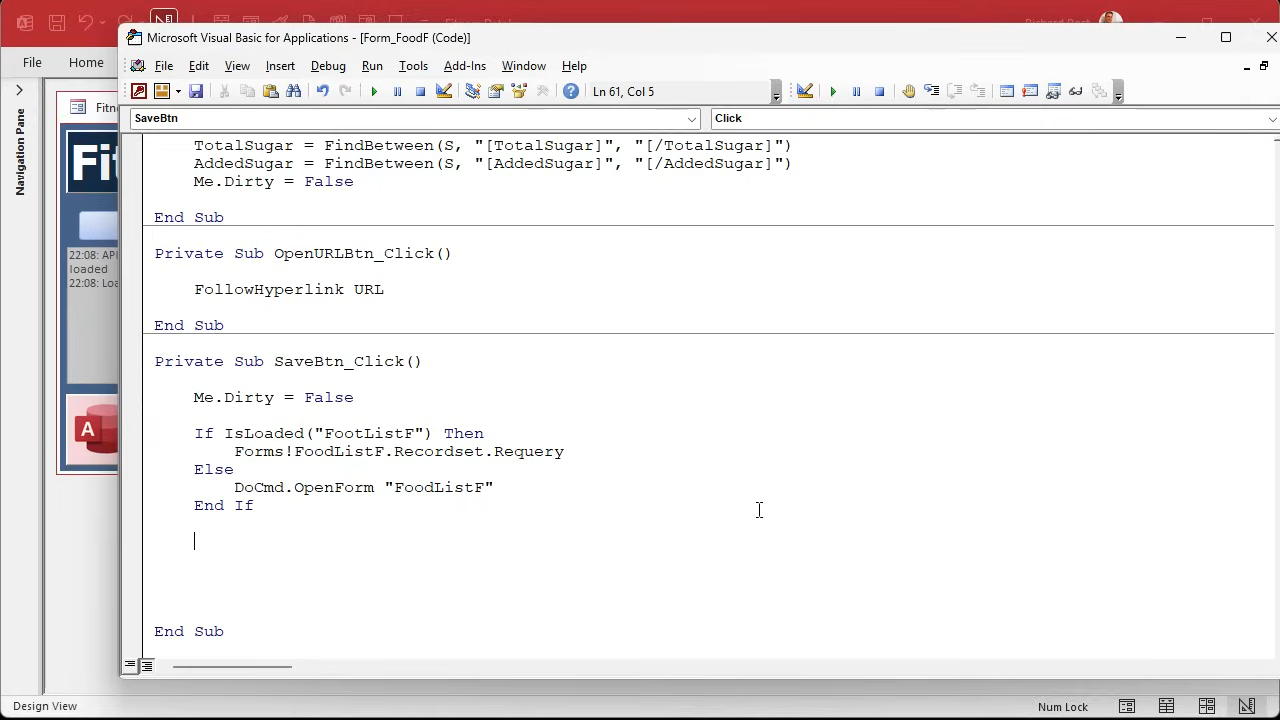 Microsoft Visual Basic for Applications - [Form_FoodF (Code)]
File Home
File Edit View Insert Debug Run Tools Add-Ins Window Help
Ln 61, Col 5
SaveBtn Click
Navigation Pane
Fit
22:08: API
loaded
22:08: Loa
A
TotalSugar = FindBetween(S, "[TotalSugar]", "[/TotalSugar]")
AddedSugar = FindBetween(S, "[AddedSugar]", "[/AddedSugar]")
Me.Dirty = False
End Sub
Private Sub OpenURLBtn_Click()
FollowHyperlink URL
End Sub
Private Sub SaveBtn_Click()
Me.Dirty = False
If IsLoaded("FootListF") Then
Forms!FoodListF.Recordset.Requery
Else
DoCmd.OpenForm "FoodListF"
End If
End Sub
Design View
Num Lock